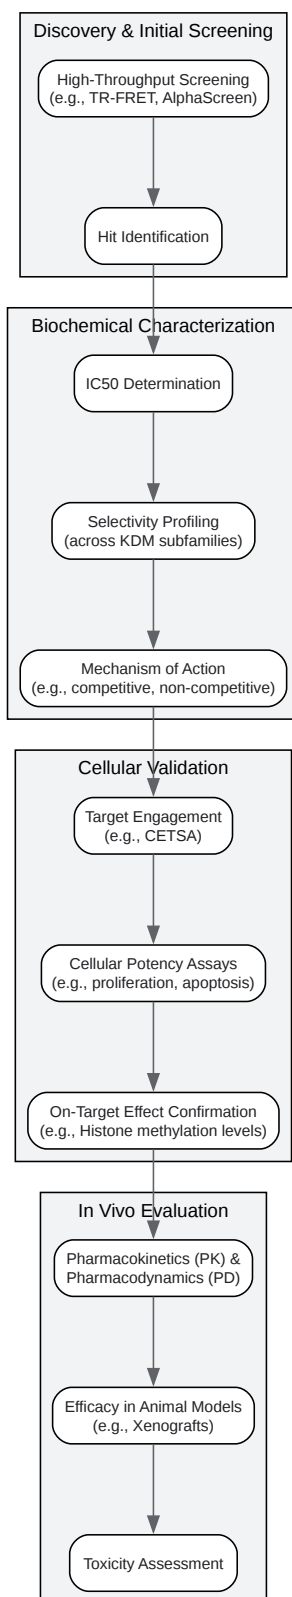 Discovery & Initial Screening
High-Throughput Screening
(e.g., TR-FRET, AlphaScreen)
Hit Identification
Biochemical Characterization
IC50 Determination
Selectivity Profiling
(across KDM subfamilies)
Mechanism of Action
(e.g., competitive, non-competitive)
Cellular Validation
Target Engagement
(e.g., CETSA)
Cellular Potency Assays
(e.g., proliferation, apoptosis)
On-Target Effect Confirmation
(e.g., Histone methylation levels)
In Vivo Evaluation
Pharmacokinetics (PK) &
Pharmacodynamics (PD)
Efficacy in Animal Models
(e.g., Xenografts)
Toxicity Assessment